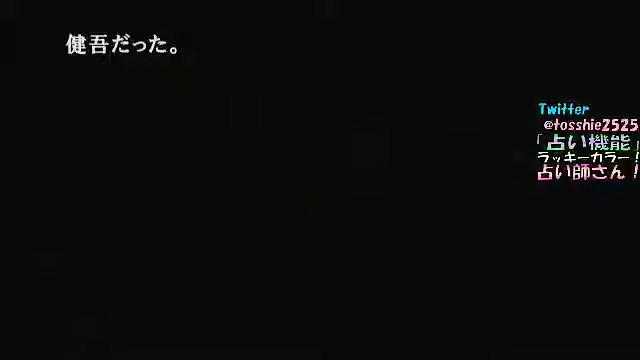 健吾だった。
Twitter
@tosshie2525
「占い機能」
ラッキーカラー！
占い師さん！